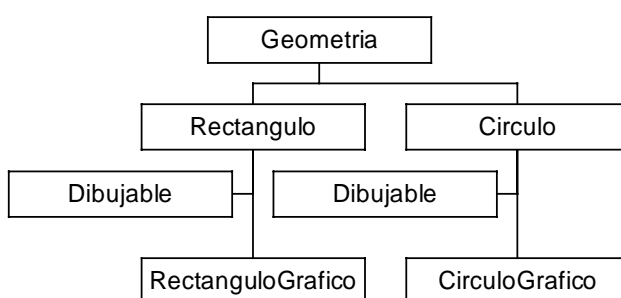 Geometria
Rectangulo
Circulo
Dibujable
Dibujable
RectanguloGrafico
CirculoGrafico